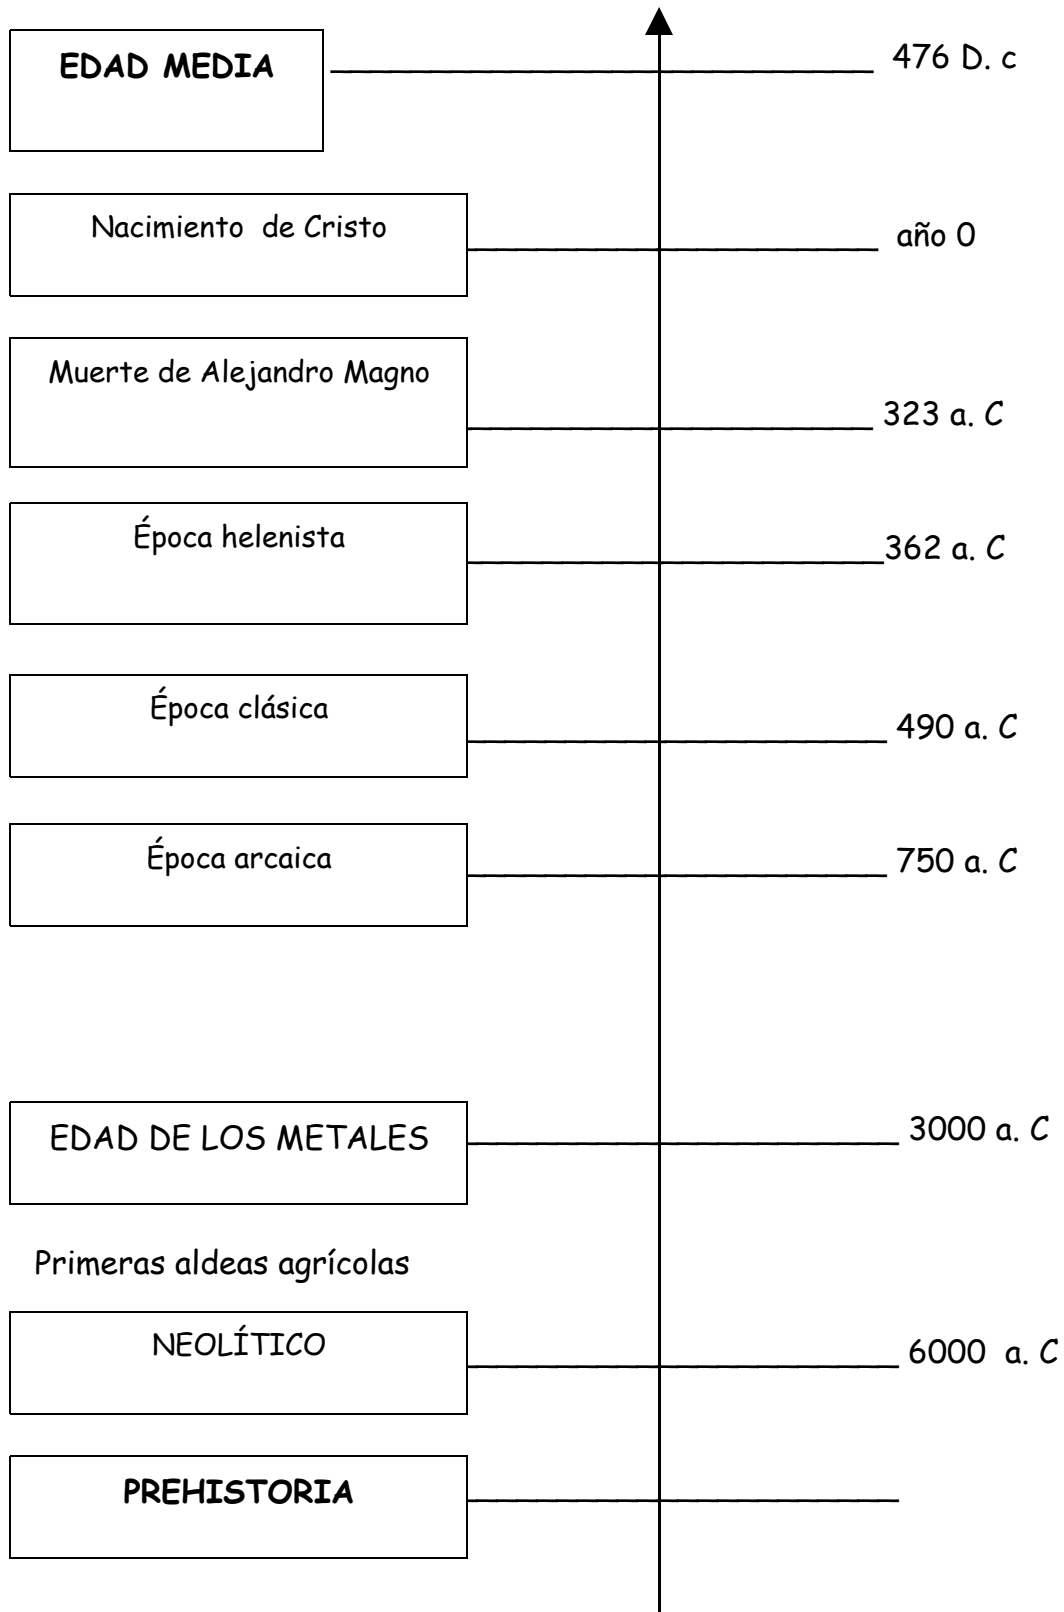 EDAD MEDIA
476 D. c
Nacimiento de Cristo
año 0
Muerte de Alejandro Magno
323 a. C
Época helenista
362 a. C
Época clásica
490 a. C
Época arcaica
750 a. C
EDAD DE LOS METALES
3000 a. C
Primeras aldeas agrícolas
NEOLÍTICO
6000 a. C
PREHISTORIA